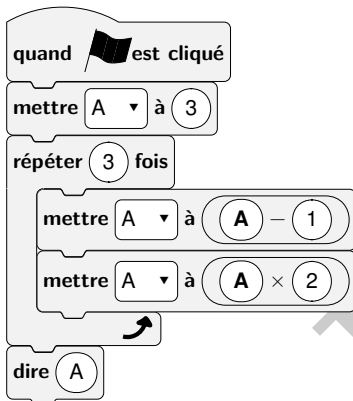 quand est cliqué
mettre A ▼ à 3
répéter 3 fois
mettre A ▼ à A − 1
mettre A ▼ à A × 2
dire A